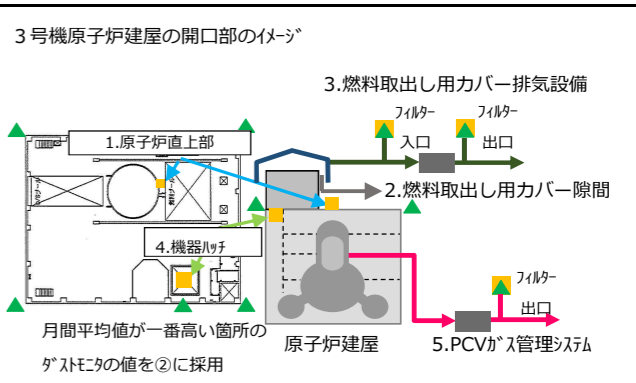 3号機原子炉建屋の開口部のｲﾒｰｼﾞ
3.燃料取出し用カバー排気設備
ﾌｨﾙﾀｰ
ﾌｨﾙﾀｰ
1.原子炉直上部
入口
出口
2.燃料取出し用カバー隙間
4.機器ﾊｯﾁ
ﾌｨﾙﾀｰ
出口
月間平均値が一番高い箇所の
ﾀﾞｽﾄﾓﾆﾀの値を②に採用
原子炉建屋
5.PCVｶﾞｽ管理ｼｽﾃﾑ